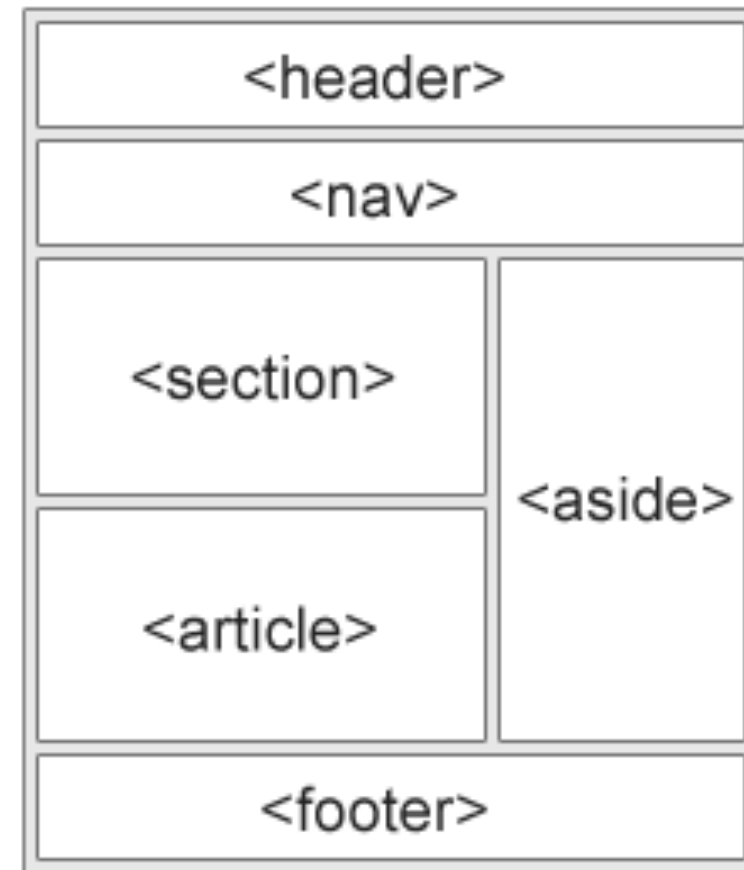 <header>
<nav>
<section>
<aside>
<article>
<footer>